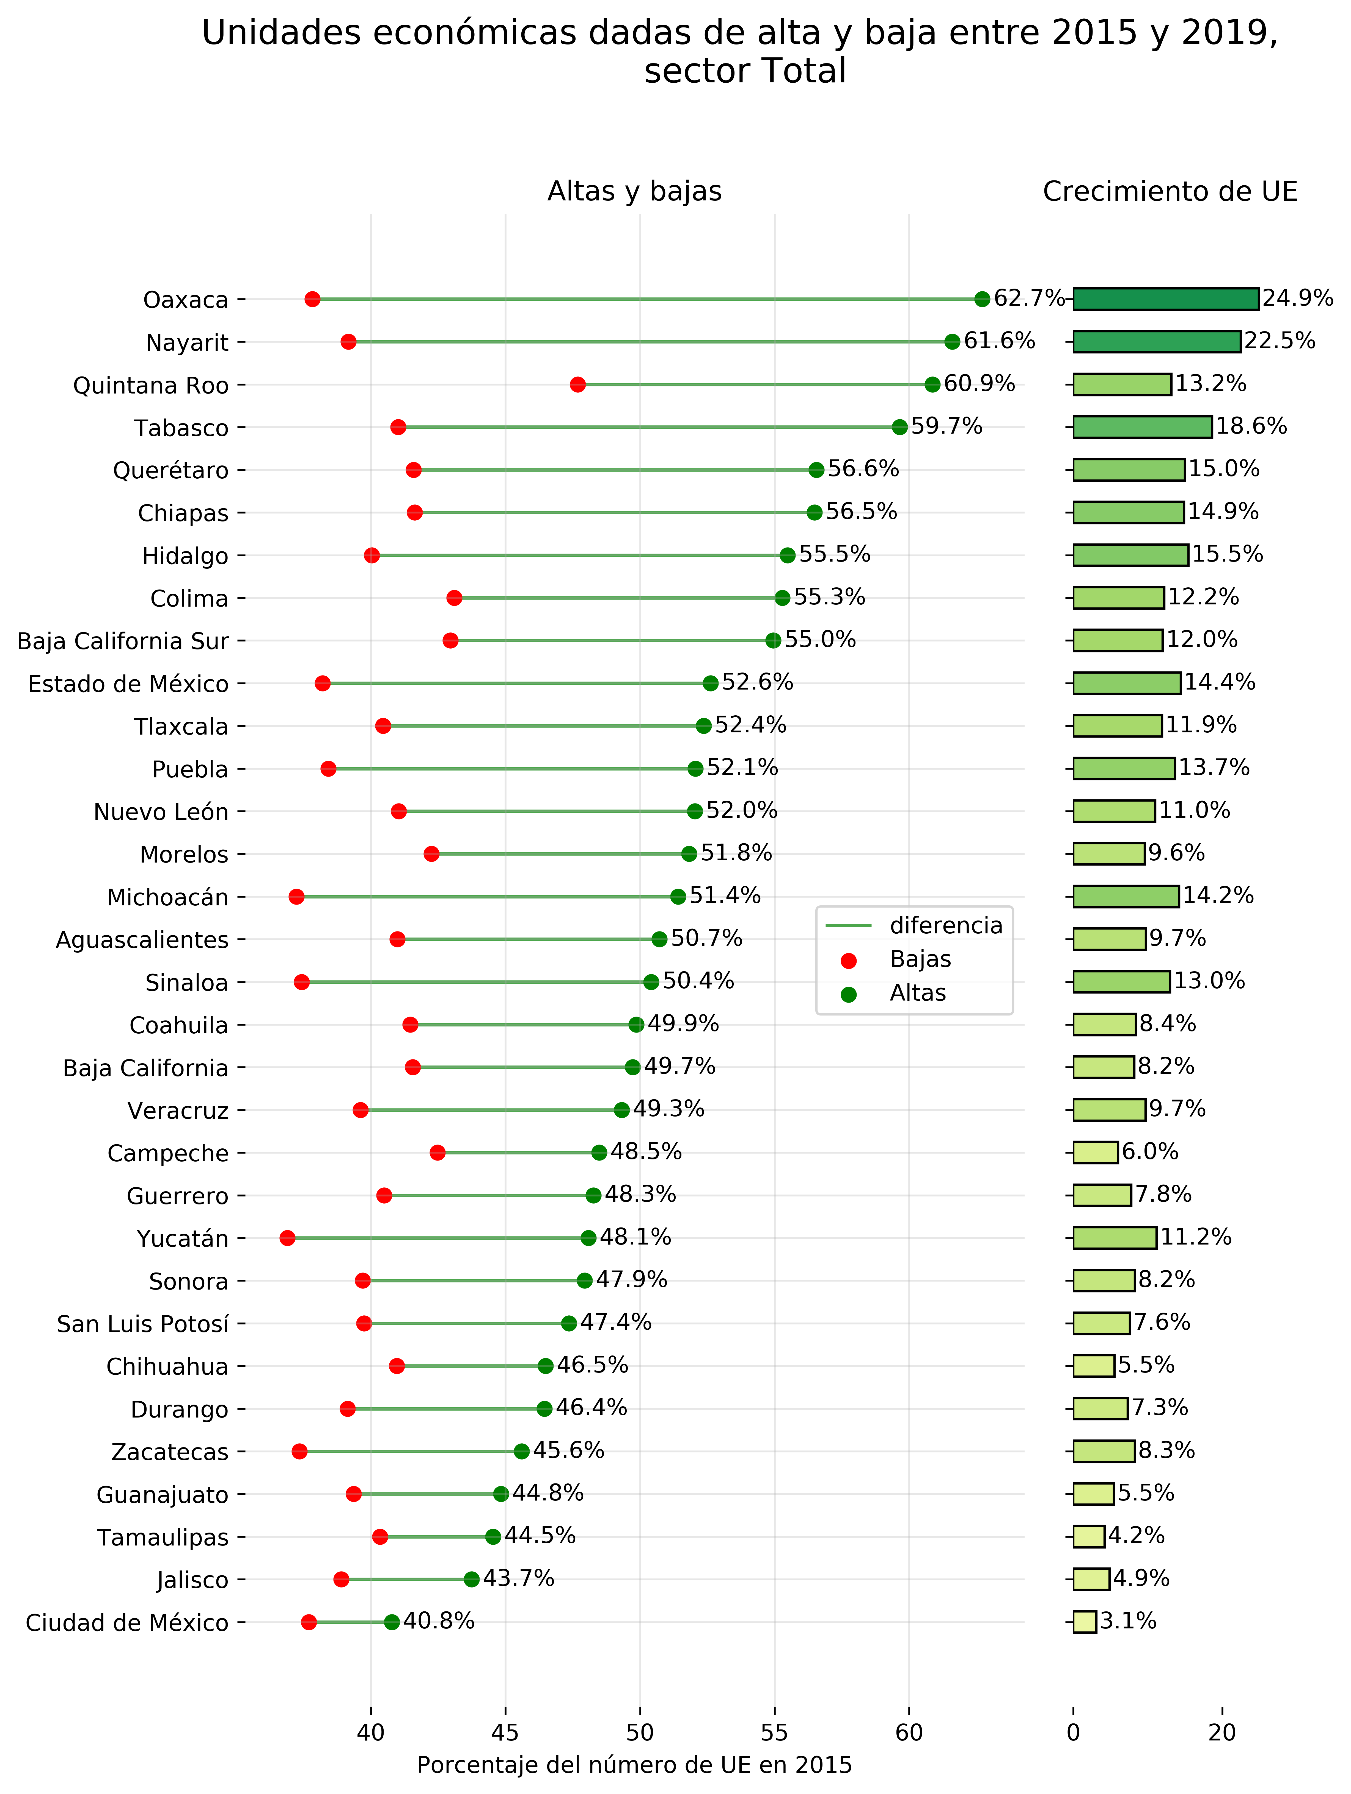 Unidades económicas dadas de alta y baja entre 2015 y 2019,
sector Total
Altas y bajas
Crecimiento de UE
Oaxaca 62.7% 24.9%
Nayarit 61.6% 22.5%
Quintana Roo 60.9% 13.2%
Tabasco 59.7% 18.6%
Querétaro 56.6% 15.0%
Chiapas 56.5% 14.9%
Hidalgo 55.5% 15.5%
Colima 55.3% 12.2%
Baja California Sur 55.0% 12.0%
Estado de México 52.6% 14.4%
Tlaxcala 52.4% 11.9%
Puebla 52.1% 13.7%
Nuevo León 52.0% 11.0%
Morelos 51.8% 9.6%
Michoacán 51.4% 14.2%
diferencia
Aguascalientes 50.7% 9.7%
Bajas
Sinaloa 50.4% 13.0%
Altas
Coahuila 49.9% 8.4%
Baja California 49.7% 8.2%
Veracruz 49.3% 9.7%
Campeche 48.5% 6.0%
Guerrero 48.3% 7.8%
Yucatán 48.1% 11.2%
Sonora 47.9% 8.2%
San Luis Potosí 47.4% 7.6%
Chihuahua 46.5% 5.5%
Durango 46.4% 7.3%
Zacatecas 45.6% 8.3%
Guanajuato 44.8% 5.5%
Tamaulipas 44.5% 4.2%
Jalisco 43.7% 4.9%
Ciudad de México 40.8% 3.1%
40 45 50 55 60 0 20
Porcentaje del número de UE en 2015